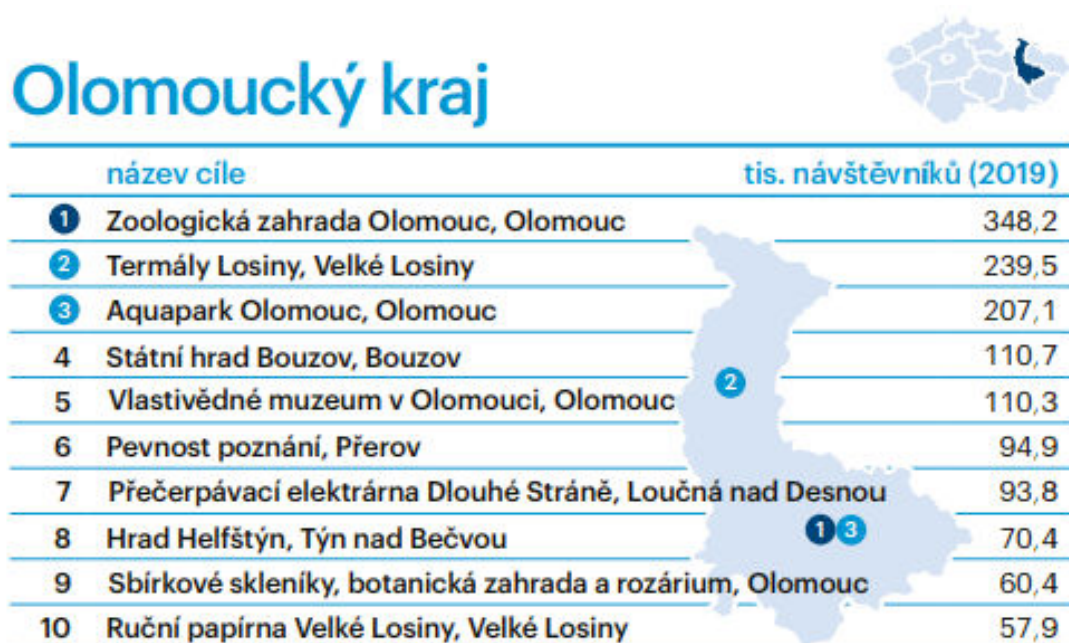 Olomoucký kraj
název cíle tis. návštěvníků (2019)
1 Zoologická zahrada Olomouc, Olomouc 348,2
2 Termály Losiny, Velké Losiny 239,5
3 Aquapark Olomouc, Olomouc 207,1
4 Státní hrad Bouzov, Bouzov 110,7
5 Vlastivědné muzeum v Olomouci, Olomouc 110,3
6 Pevnost poznání, Přerov 94,9
7 Přečerpávací elektrárna Dlouhé Stráně, Loučná nad Desnou 93,8
8 Hrad Helfštýn, Týn nad Bečvou 70,4
9 Sbírkové skleníky, botanická zahrada a rozárium, Olomouc 60,4
10 Ruční papírna Velké Losiny, Velké Losiny 57,9
2
1 3